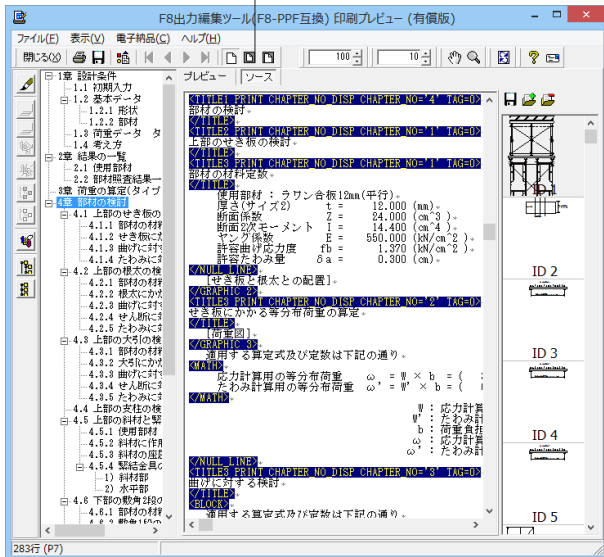 F8出力編集ツール(F8-PPF互換) 印刷プレビュー (有償版)
ファイル(F) 表示(V) 電子納品(C) ヘルプ(H)
閉じる(X) 100 10
1章 設計条件
1.1 初期入力
1.2 基本データ
1.2.1 形状
1.2.2 部材
1.3 荷重データ タ
1.4 考え方
2章 結果の一覧
2.1 使用部材
2.2 部材照査結果一
3章 荷重の算定(タイプ
4章 部材の検討
4.1 上部のせき板の
4.1.1 部材の材料
4.1.2 せき板にか
4.1.3 曲げに対す
4.1.4 たわみに対
4.2 上部の根太の検
4.2.1 部材の材料
4.2.2 根太にかか
4.2.3 曲げに対す
4.2.4 せん断に対
4.2.5 たわみに対
4.3 上部の大引の検
4.3.1 部材の材料
4.3.2 大引にかか
4.3.3 曲げに対す
4.3.4 せん断に対
4.3.5 たわみに対
4.4 上部の支柱の検
4.5 上部の斜材と緊
4.5.1 使用部材
4.5.2 斜材に作用
4.5.3 斜材の座屈
4.5.4 緊結金具の
1) 斜材部
2) 水平部
4.6 下部の敷角2段の
4.6.1 部材の材料
プレビュー ソース
<TITLE1 PRINT CHAPTER_NO_DISP CHAPTER_NO='4' TAG=0>
部材の検討
</TITLE>
<TITLE2 PRINT CHAPTER_NO_DISP CHAPTER_NO='1' TAG=0>
上部のせき板の検討
</TITLE>
<TITLE3 PRINT CHAPTER_NO_DISP CHAPTER_NO='1' TAG=0>
部材の材料定数
</TITLE>
使用部材 : ラワン合板12mm(平行)
厚さ(サイズ2) t = 12.000 (mm)
断面係数 Z = 24.000 (cm^3 )
断面2次モーメント I = 14.400 (cm^4 )
ヤング係数 E = 550.000 (kN/cm^2 )
許容曲げ応力度 fb = 1.370 (kN/cm^2 )
許容たわみ量 δa = 0.300 (cm)
</NULL_LINE>
[せき板と根太との配置]
</GRAPHIC 2>
<TITLE3 PRINT CHAPTER_NO_DISP CHAPTER_NO='2' TAG=0>
せき板にかかる等分布荷重の算定
</TITLE>
[荷重図]
</GRAPHIC 3>
適用する算定式及び定数は下記の通り
<MATH>
応力計算用の等分布荷重 ω = W × b = (
たわみ計算用の等分布荷重 ω' = W' × b = (
</MATH>
W : 応力計算
W' : たわみ計
b : 荷重負担
ω : 応力計算
ω' : たわみ計
</NULL_LINE>
<TITLE3 PRINT CHAPTER_NO_DISP CHAPTER_NO='3' TAG=0>
曲げに対する検討
</TITLE>
<BLOCK>
適用する算定式及び定数は下記の通り
ID 1
ID 2
ID 3
ID 4
ID 5
283行 (P7)